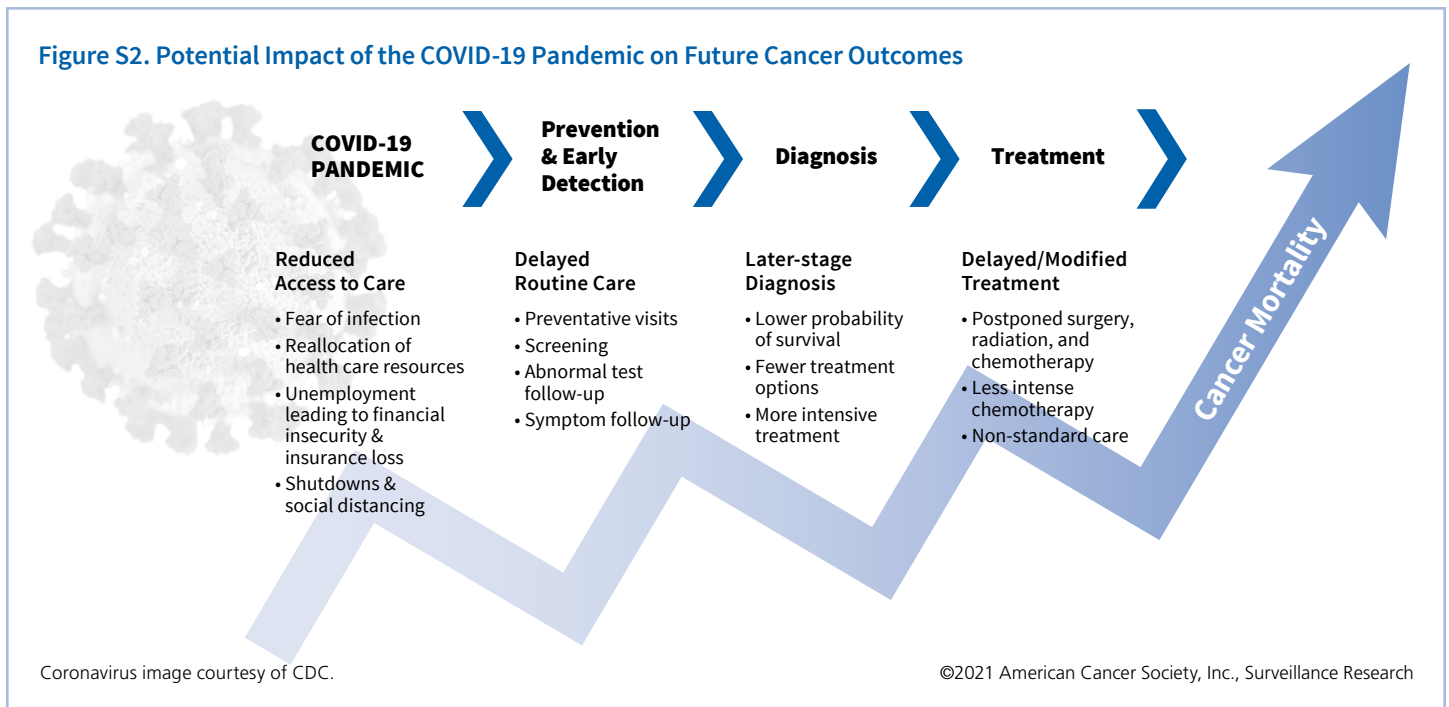 Figure S2. Potential Impact of the COVID-19 Pandemic on Future Cancer Outcomes
COVID-19
PANDEMIC
Prevention
& Early
Detection
Diagnosis
Treatment
Reduced
Access to Care
• Fear of infection
• Reallocation of
health care resources
• Unemployment
leading to financial
insecurity &
insurance loss
• Shutdowns &
social distancing
Delayed
Routine Care
• Preventative visits
• Screening
• Abnormal test
follow-up
• Symptom follow-up
Later-stage
Diagnosis
• Lower probability
of survival
• Fewer treatment
options
• More intensive
treatment
Delayed/Modified
Treatment
• Postponed surgery,
radiation, and
chemotherapy
• Less intense
chemotherapy
• Non-standard care
Cancer Mortality
Coronavirus image courtesy of CDC.
©2021 American Cancer Society, Inc., Surveillance Research